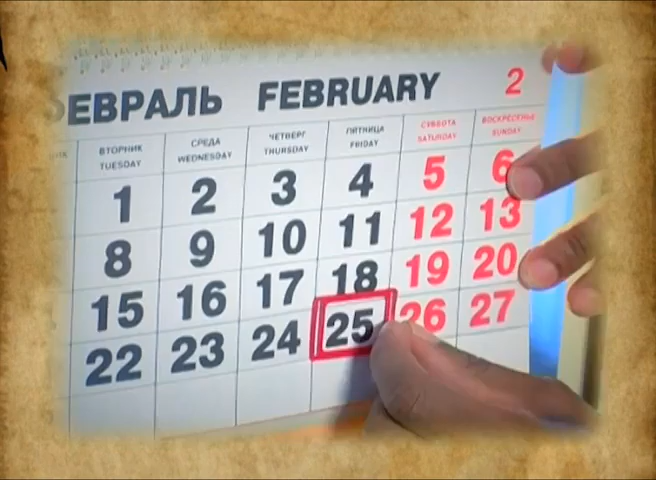 ЕВРАЛЬ FEBRUARY 2
ВТОРНИК СРЕДА ЧЕТВЕРГ ПЯТНИЦА СУББОТА ВОСКРЕСЕНЬЕ
TUESDAY WEDNESDAY THURSDAY FRIDAY SATURDAY SUNDAY
1 2 3 4 5 6
8 9 10 11 12 13
15 16 17 18 19 20
22 23 24 25 26 27